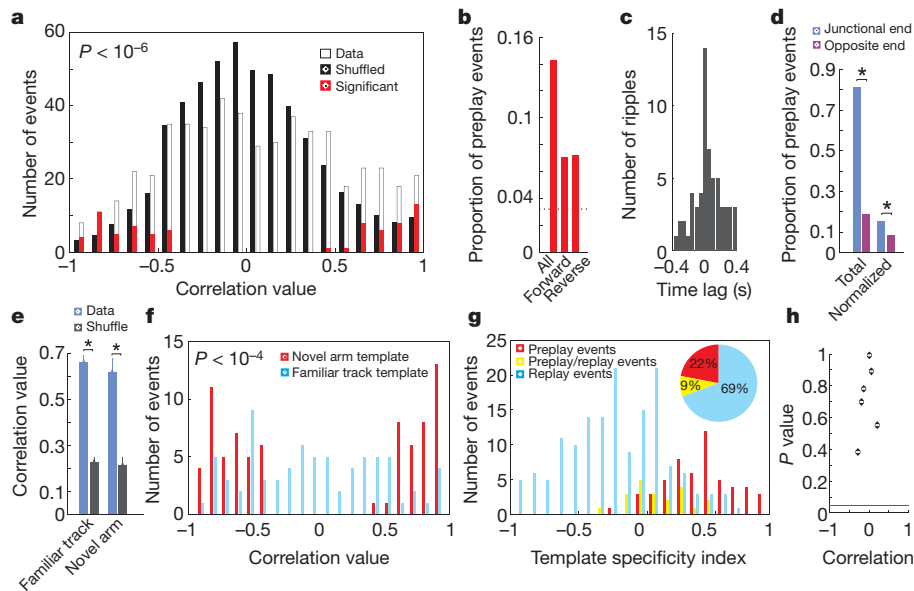 a
P < 10⁻⁶
Data
Shuffled
Significant
Number of events
60
40
20
0
−1
−0.5
0
0.5
1
Correlation value
b
Proportion of preplay events
0.16
0.1
0.04
0
All
Forward
Reverse
c
Number of ripples
15
10
5
0
−0.4
0
0.4
Time lag (s)
d
Junctional end
Opposite end
Proportion of preplay events
0.9
0.7
0.5
0.3
0.1
0
*
*
Total
Normalized
e
Data
Shuffle
Correlation value
0.7
0.5
0.3
0.1
0
*
*
Familiar track
Novel arm
f
P < 10⁻⁴
Novel arm template
Familiar track template
Number of events
15
10
5
0
−1
−0.5
0
0.5
1
Correlation value
g
Preplay events
Preplay/replay events
Replay events
22%
9%
69%
Number of events
25
20
15
10
5
0
−1
−0.5
0
0.5
1
Template specificity index
h
P value
1
0.8
0.6
0.4
0.2
0
−1
0
1
Correlation